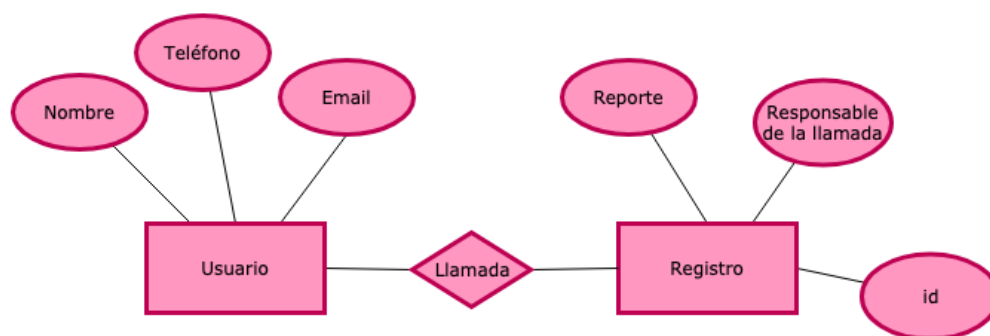 Teléfono
Nombre
Email
Reporte
Responsable
de la llamada
Usuario
Llamada
Registro
id